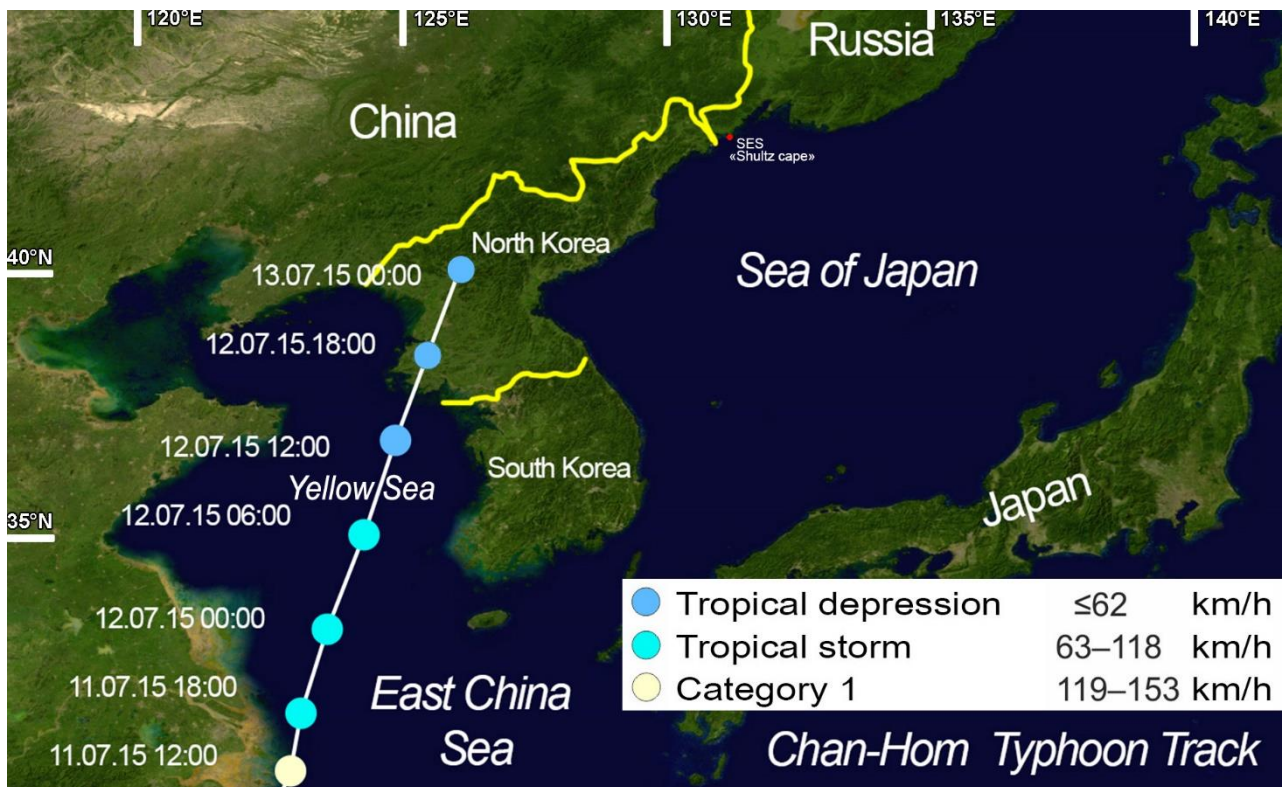 120°E
125°E
130°E
135°E
140°E
Russia
China
SES
«Shultz cape»
North Korea
40°N
Sea of Japan
13.07.15 00:00
12.07.15.18:00
12.07.15 12:00
South Korea
Yellow Sea
Japan
35°N
12.07.15 06:00
Tropical depression ≤62 km/h
12.07.15 00:00
Tropical storm 63–118 km/h
11.07.15 18:00
East China
Sea
Category 1 119–153 km/h
11.07.15 12:00
Chan-Hom Typhoon Track